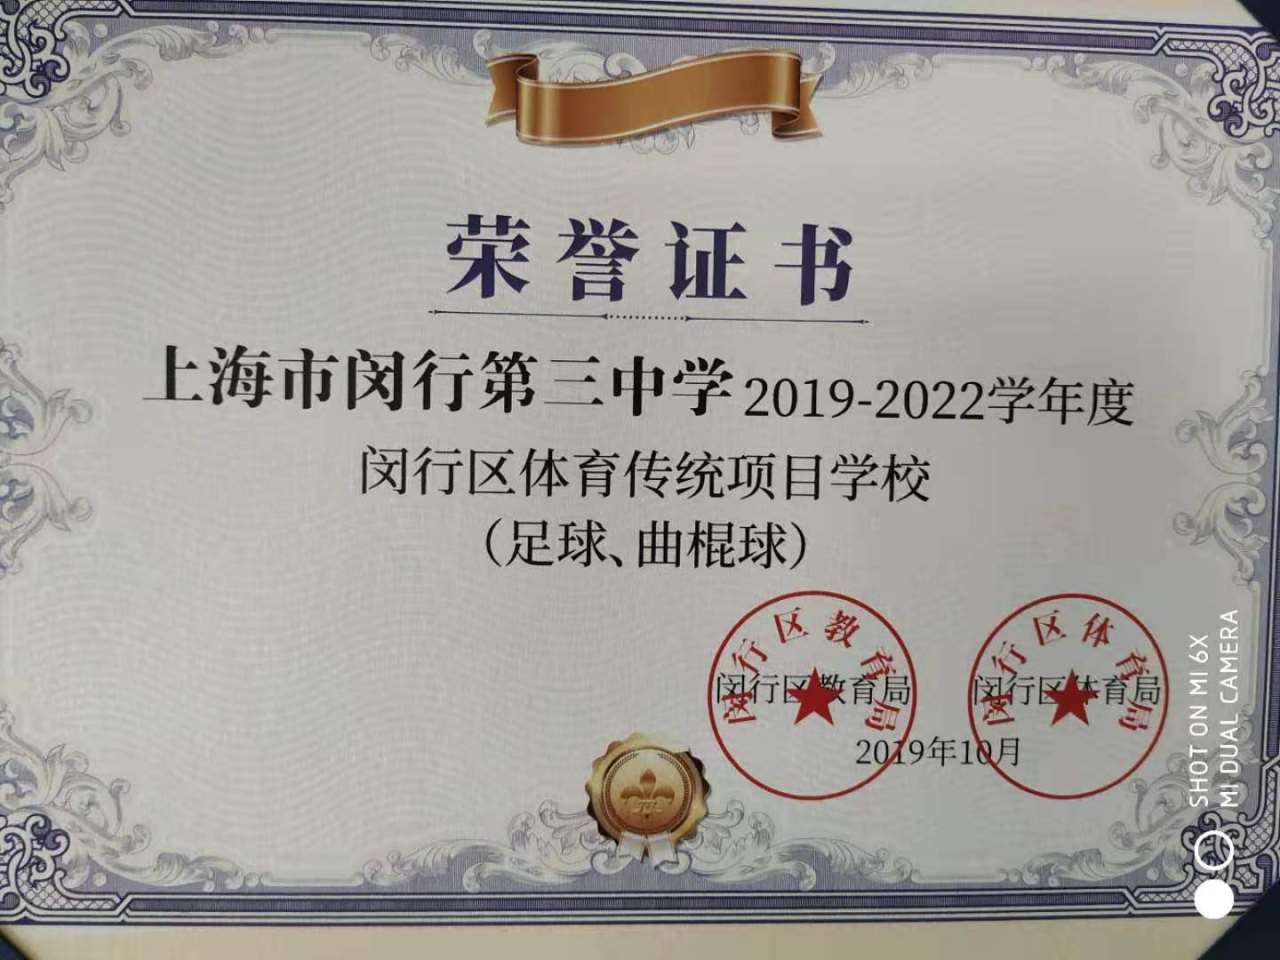 荣誉证书
上海市闵行第三中学2019-2022学年度
闵行区体育传统项目学校
（足球、曲棍球）
闵行区教育局
闵行区体育局
闵行区教育局 闵行区体育局
2019年10月
SHOT ON MI 6X
MI DUAL CAMERA